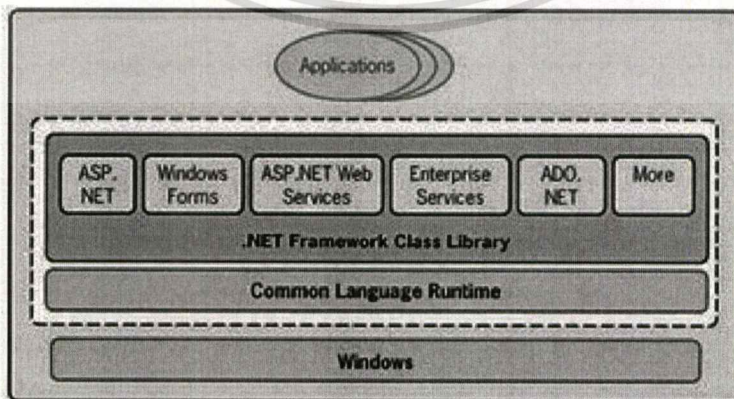 Applications
ASP.
NET
Windows
Forms
ASP.NET Web
Services
Enterprise
Services
ADO.
NET
More
.NET Framework Class Library
Common Language Runtime
Windows